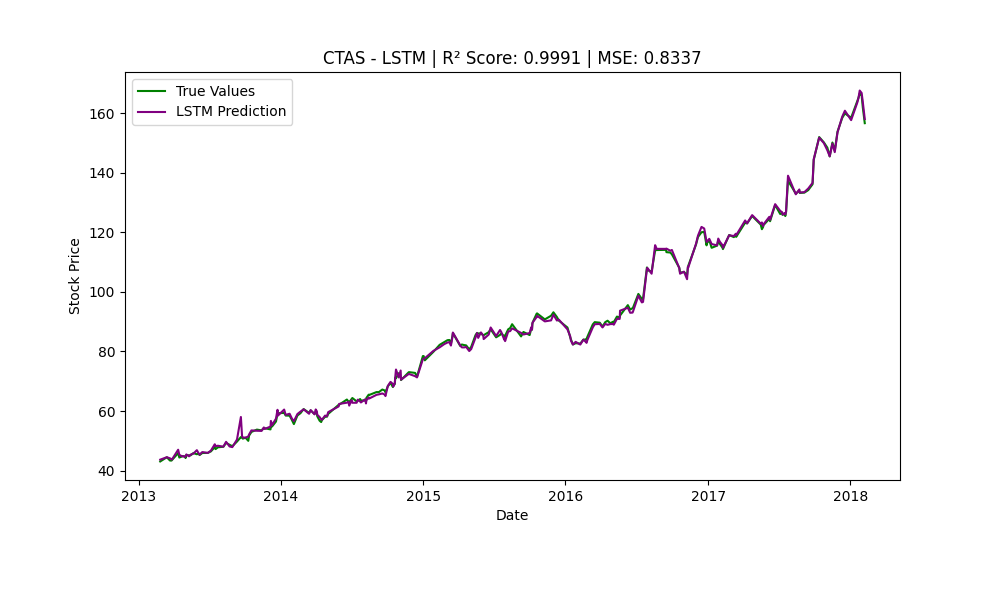 CTAS - LSTM | R² Score: 0.9991 | MSE: 0.8337
True Values
LSTM Prediction
Stock Price
160
140
120
100
80
60
40
2013 2014 2015 2016 2017 2018
Date